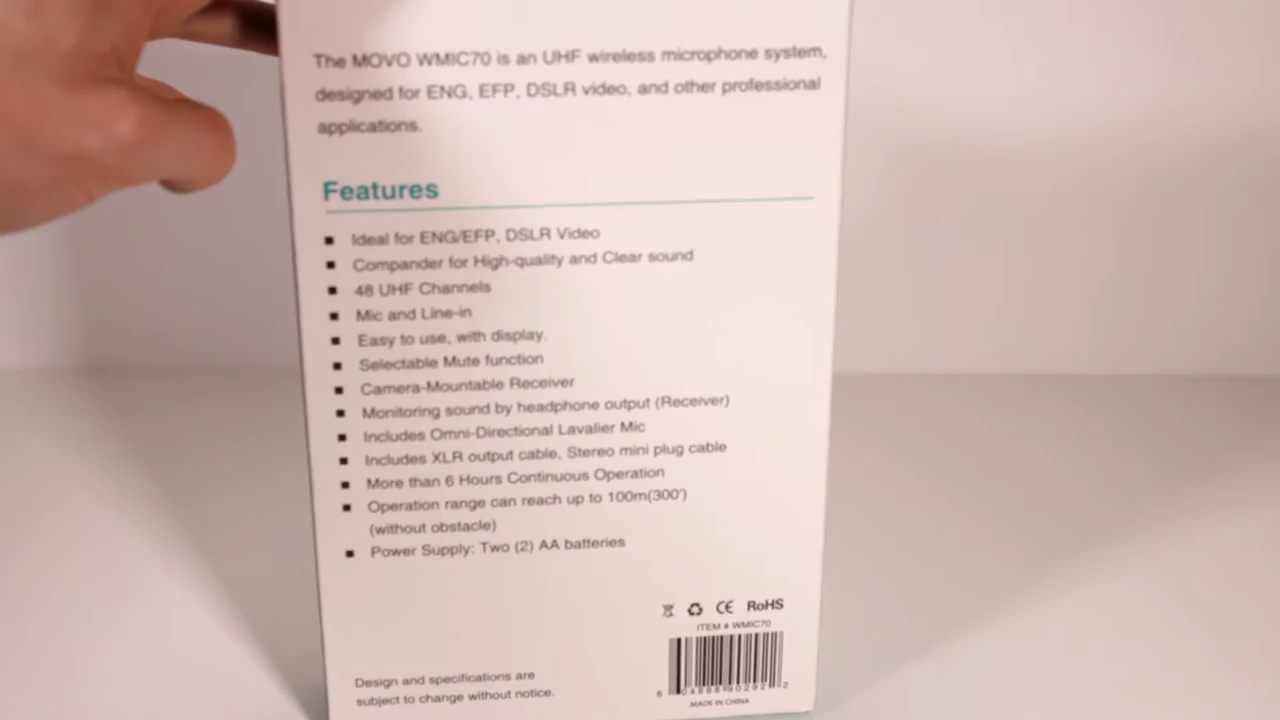 The MOVO WMIC70 is an UHF wireless microphone system,
designed for ENG, EFP, DSLR video, and other professional
applications.
Features
Ideal for ENG/EFP, DSLR Video
Compander for High-quality and Clear sound
48 UHF Channels
Mic and Line-in
Easy to use, with display.
Selectable Mute function
Camera-Mountable Receiver
Monitoring sound by headphone output (Receiver)
Includes Omni-Directional Lavalier Mic
Includes XLR output cable, Stereo mini plug cable
More than 6 Hours Continuous Operation
Operation range can reach up to 100m(300')
(without obstacle)
Power Supply: Two (2) AA batteries
CE RoHS
ITEM # WMIC70
MADE IN CHINA
Design and specifications are
subject to change without notice.